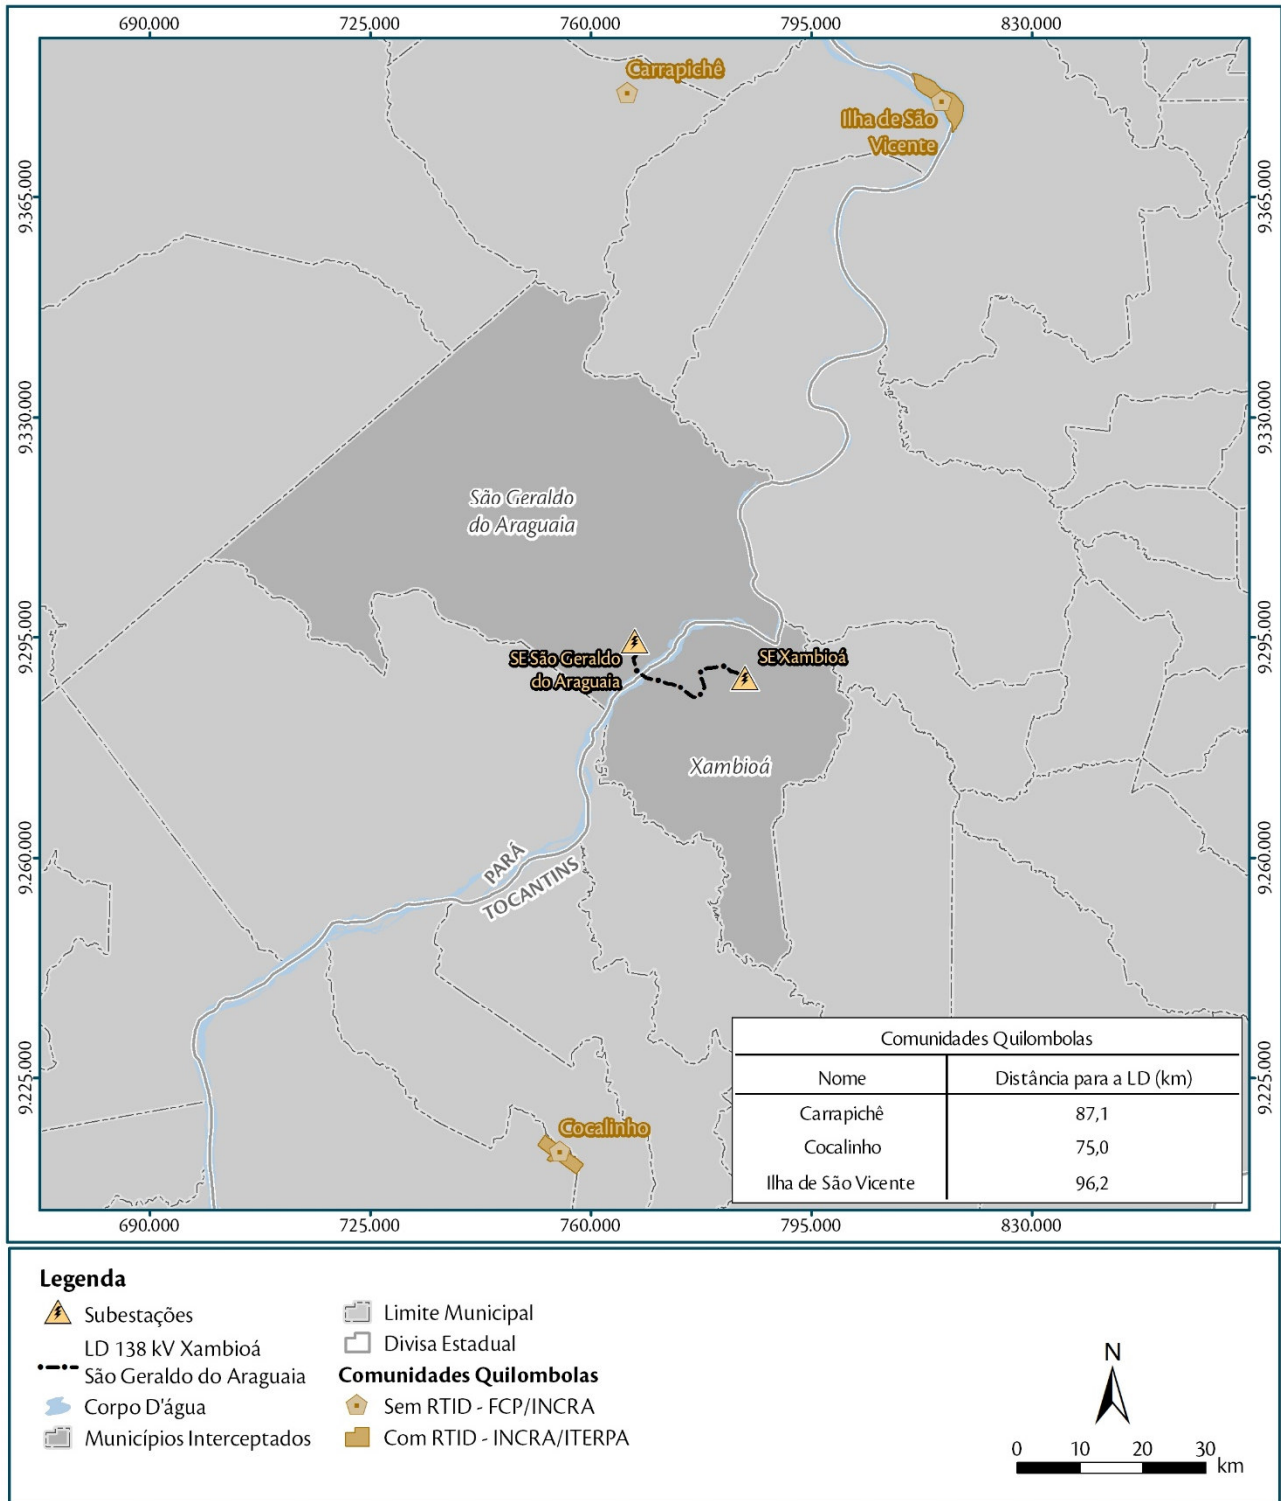 690.000 725.000 760.000 795.000 830.000
Carrapichê
Ilha de São
Vicente
9.365.000 9.365.000
9.330.000 9.330.000
São Geraldo
do Araguaia
9.295.000 9.295.000
SE São Geraldo
do Araguaia
SE Xambioá
Xambioá
9.260.000 9.260.000
PARÁ
TOCANTINS
9.225.000 9.225.000
Cocalinho
Comunidades Quilombolas
Nome Distância para a LD (km)
Carrapichê 87,1
Cocalinho 75,0
Ilha de São Vicente 96,2
690.000 725.000 760.000 795.000 830.000
Legenda
Subestações
LD 138 kV Xambioá
São Geraldo do Araguaia
Corpo D'água
Municípios Interceptados
Limite Municipal
Divisa Estadual
Comunidades Quilombolas
Sem RTID - FCP/INCRA
Com RTID - INCRA/ITERPA
N
0 10 20 30
km